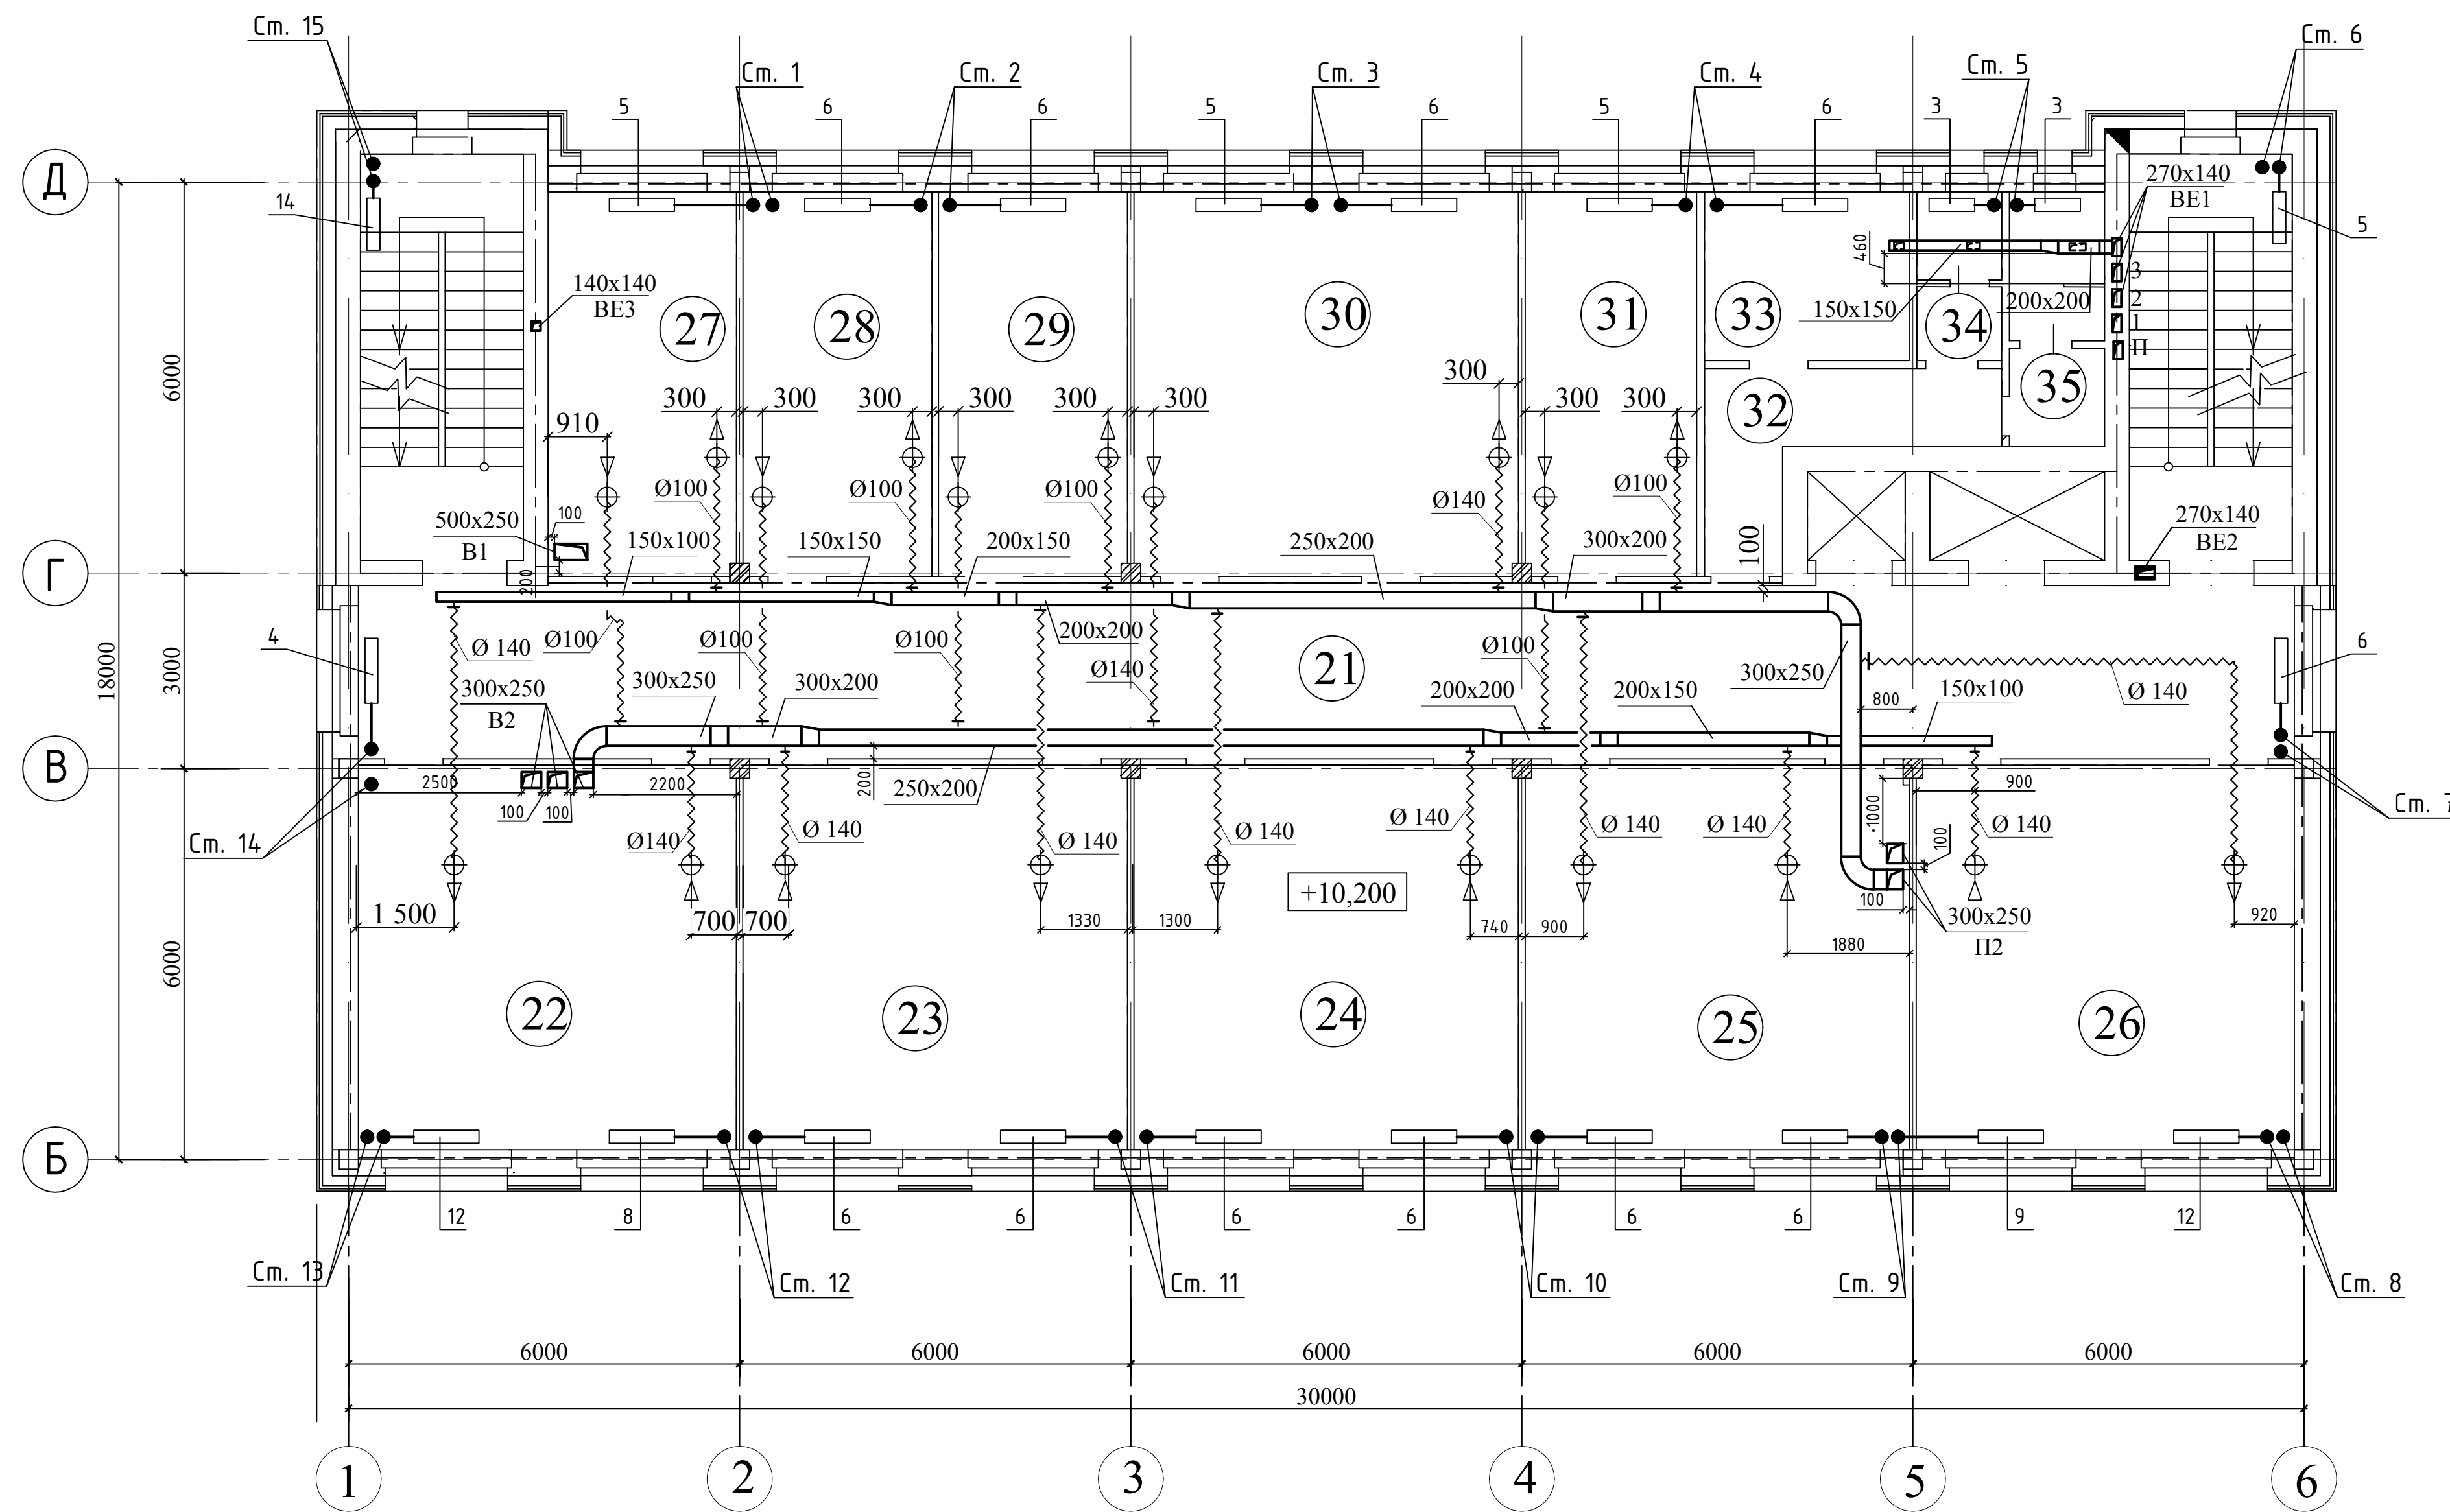 Ст. 15
Ст. 1
Ст. 2
Ст. 3
Ст. 4
Ст. 5
Ст. 6
5
6
6
5
6
5
6
3
3
Д
14
270х140
ВЕ1
5
460
140х140
ВЕ3
27
28
29
30
31
33
150х150
34
200х200
35
3
2
1
П
32
6000
300
300
300
300
300
300
300
300
300
910
Ø100
Ø100
Ø100
Ø140
Ø100
500х250
В1
100
150х100
150х150
200х150
250х200
300х200
100
270х140
ВЕ2
Г
200
4
Ø 140
Ø100
Ø100
Ø100
200х200
Ø140
21
Ø100
300х250
6
18000
3000
300х250
В2
300х250
300х200
200х200
200х150
800
150х100
Ø 140
В
2500
100
100
2200
200
250х200
1000
900
100
Ст. 7
Ст. 14
Ø140
Ø 140
Ø 140
Ø 140
Ø 140
Ø 140
Ø 140
Ø 140
+10,200
1 500
700
700
1330
1300
740
900
1880
100
300х250
П2
920
6000
22
23
24
25
26
Б
12
8
6
6
6
6
6
6
9
12
Ст. 13
Ст. 12
Ст. 11
Ст. 10
Ст. 9
Ст. 8
6000
6000
6000
6000
6000
30000
1
2
3
4
5
6